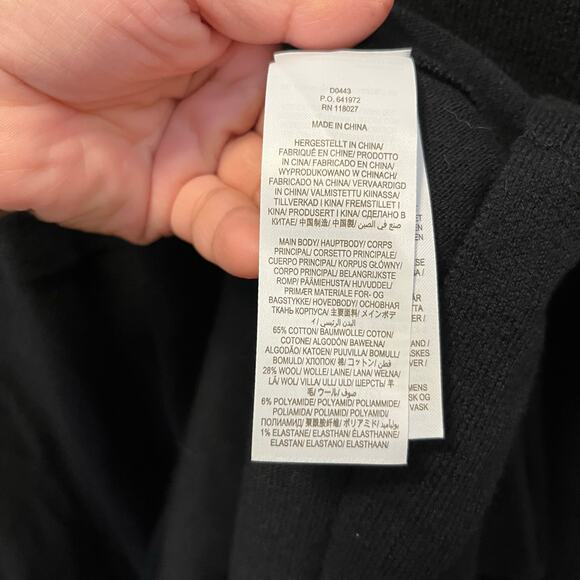 D0443
P.O. 641972
RN 118027
MADE IN CHINA
HERGESTELLT IN CHINA/
FABRIQUÉ EN CHINE/ PRODOTTO
IN CINA/ FABRICADO EN CHINA/
WYPRODUKOWANO W CHINACH/
FABRICADO NA CHINA/ VERVAARDIGD
IN CHINA/ VALMISTETTU KIINASSA/
TILLVERKAD I KINA/ FREMSTILLET I
KINA/ PRODUSERT I KINA/ СДЕЛАНО В
КИТАЕ/ 中国制造/ 中国製/ صنع في الصين
MAIN BODY/ HAUPTBODY/ CORPS
PRINCIPAL/ CORSETTO PRINCIPALE/
CUERPO PRINCIPAL/ KORPUS GŁÓWNY/
CORPO PRINCIPAL/ BELANGRIJKSTE
ROMP/ PÄÄMIEHUSTA/ HUVUDDEL/
PRIMÆR MATERIALE FOR- OG
BAGSTYKKE/ HOVEDBODY/ ОСНОВНАЯ
ТКАНЬ КОРПУСА/ 主要面料/ メインボデ
ィ/ البدن الرئيسي
65% COTTON/ BAUMWOLLE/ COTON/
COTONE/ ALGODÓN/ BAWEŁNA/
ALGODÃO/ KATOEN/ PUUVILLA/ BOMULL/
BOMULD/ ХЛОПОК/ 棉/ コットン/ قطن
28% WOOL/ WOLLE/ LAINE/ LANA/ WEŁNA/
LÃ/ WOL/ VILLA/ ULL/ ULD/ ШЕРСТЬ/ 羊
毛/ ウール/ صوف
6% POLYAMIDE/ POLYAMID/ POLIAMMIDE/
POLIAMIDA/ POLIAMID/ POLYAMIDI/
ПОЛИАМИД/ 聚酰胺纤维/ ポリアミド/ بوليأميد
1% ELASTANE/ ELASTHAN/ ÉLASTHANNE/
ELASTAN/ ELASTANO/ ELASTAAN/